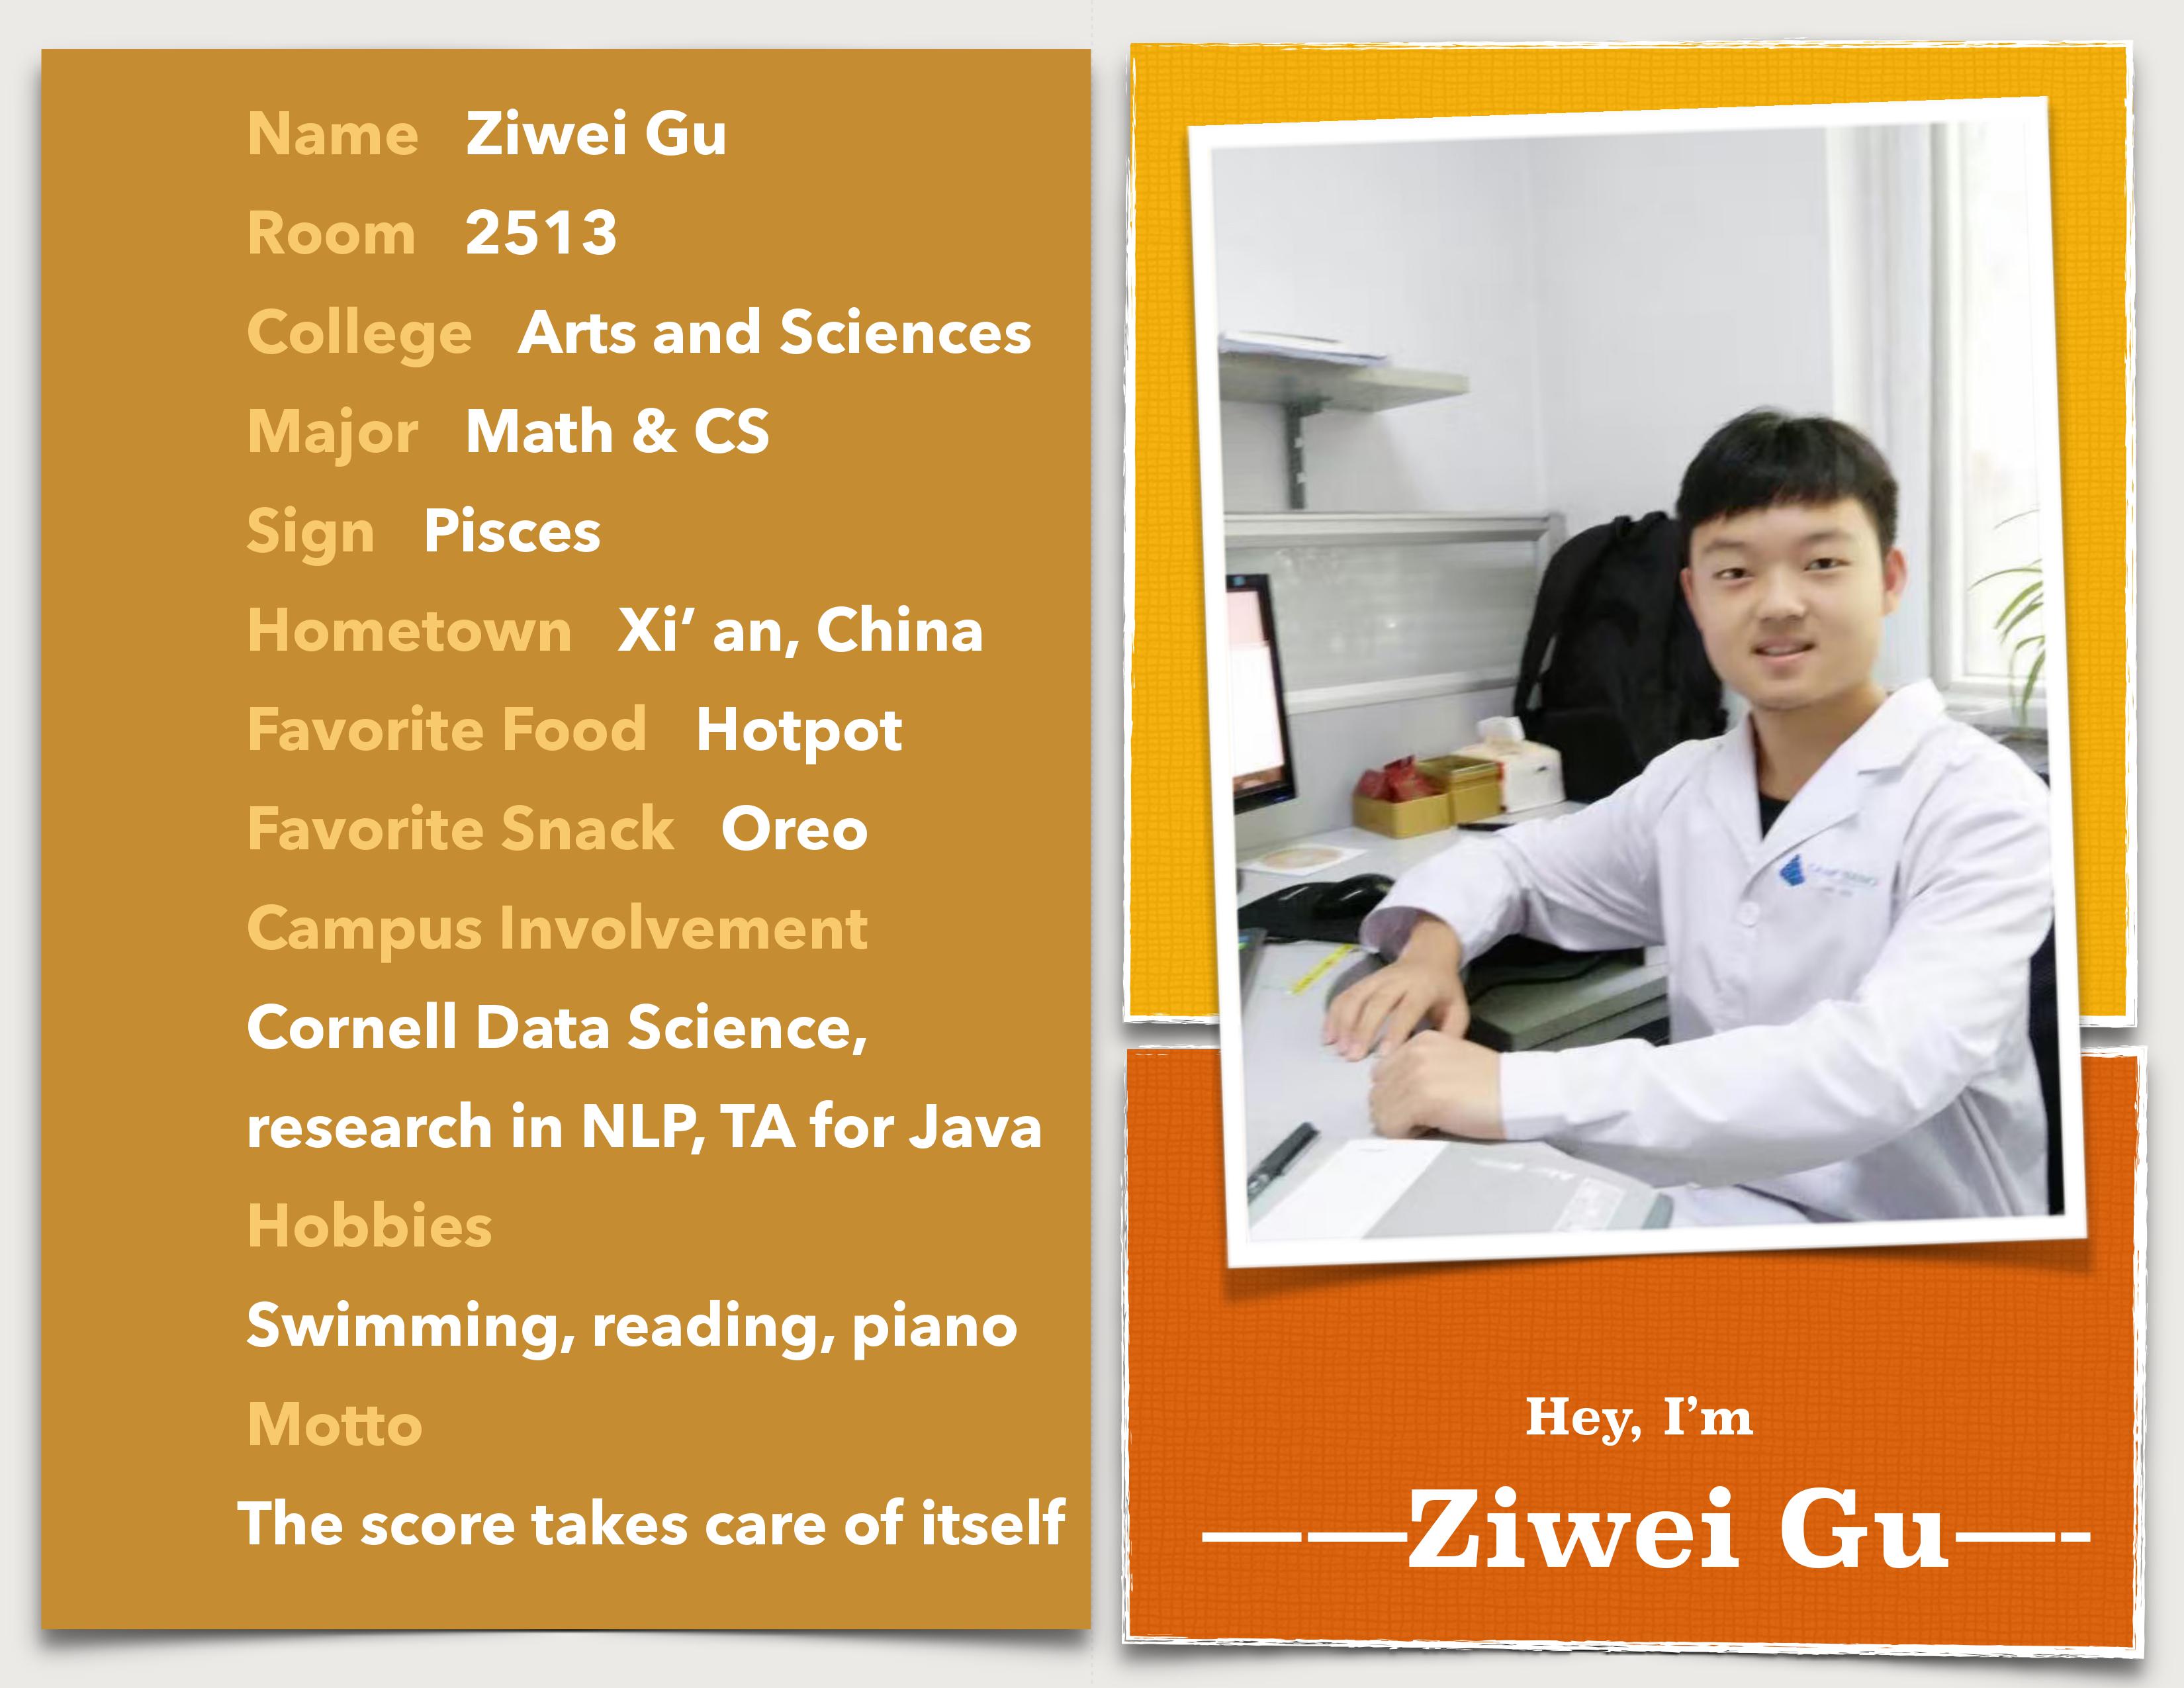 Name Ziwei Gu
Room 2513
College Arts and Sciences
Major Math & CS
Sign Pisces
Hometown Xi’ an, China
Favorite Food Hotpot
Favorite Snack Oreo
Campus Involvement
Cornell Data Science,
research in NLP, TA for Java
Hobbies
Swimming, reading, piano
Motto
The score takes care of itself
Hey, I’m
——Ziwei Gu—-